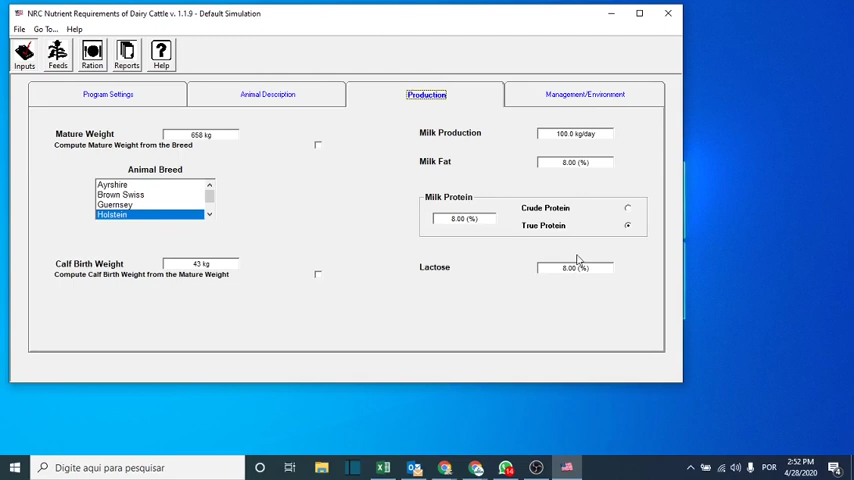 NRC Nutrient Requirements of Dairy Cattle v. 1.1.9 - Default Simulation
File Go To... Help
Inputs Feeds Ration Reports Help
Program Settings Animal Description Production Management/Environment
Mature Weight 658 kg
Compute Mature Weight from the Breed
Animal Breed
Ayrshire
Brown Swiss
Guernsey
Holstein
Calf Birth Weight 43 kg
Compute Calf Birth Weight from the Mature Weight
Milk Production 100.0 kg/day
Milk Fat 8.00 (%)
Milk Protein
8.00 (%)
Crude Protein
True Protein
Lactose 8.00 (%)
Digite aqui para pesquisar
14
POR
2:52 PM
4/28/2020
4